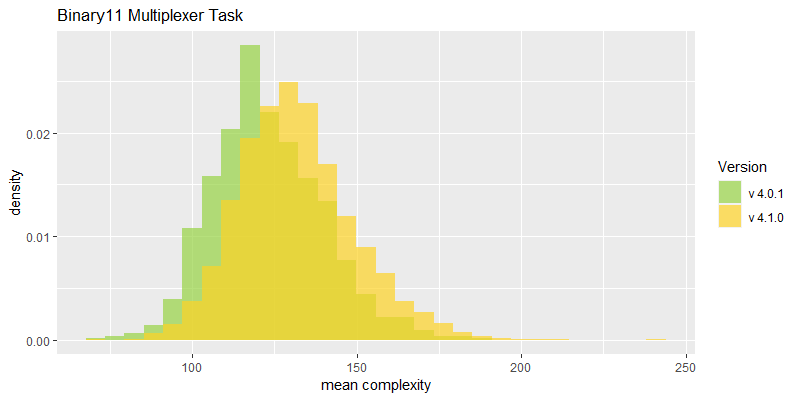 Binary11 Multiplexer Task
density
0.02
0.01
0.00
100 150 200 250
mean complexity
Version
v 4.0.1
v 4.1.0